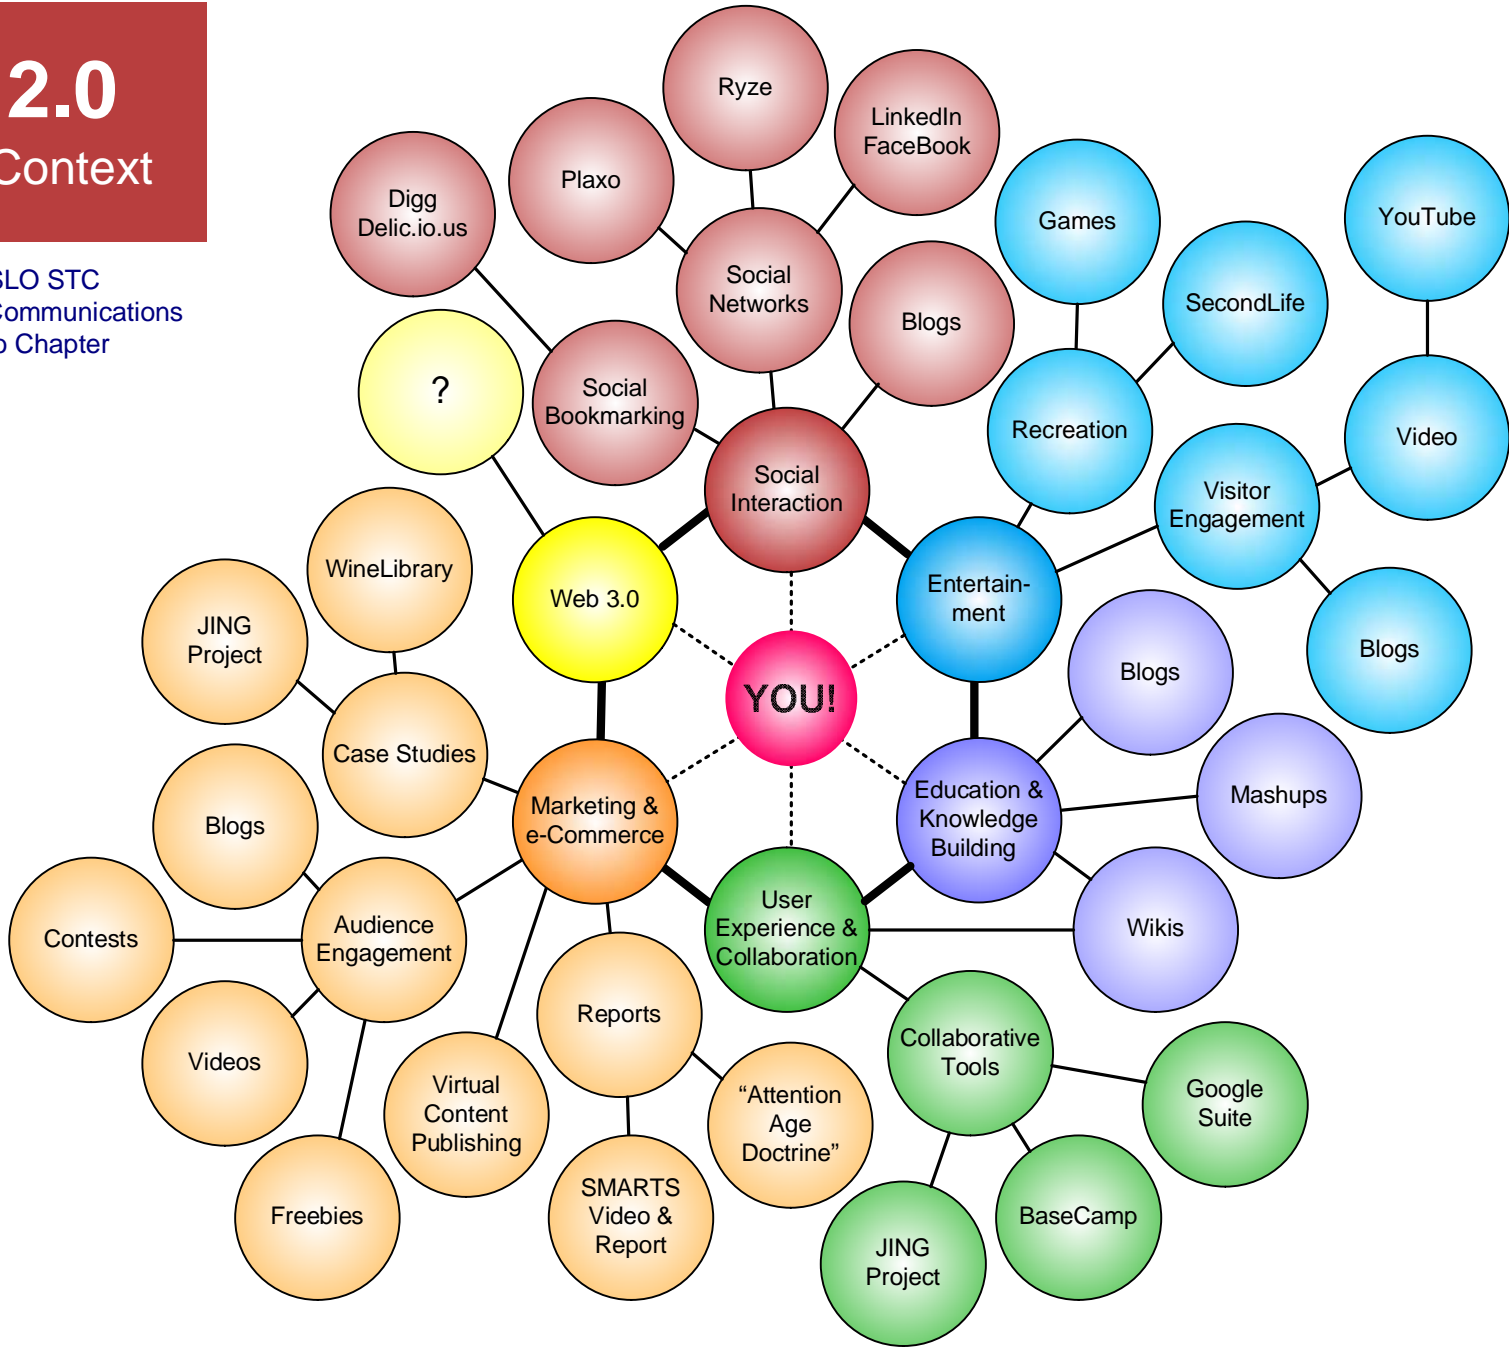 2.0
Context
SLO STC
Communications
o Chapter
Ryze
LinkedIn
FaceBook
Plaxo
Digg
Delic.io.us
Social
Networks
Blogs
Social
Bookmarking
Social
Interaction
Games
SecondLife
YouTube
Recreation
Visitor
Engagement
Video
Blogs
Entertain-
ment
?
Web 3.0
YOU!
WineLibrary
JING
Project
Case Studies
Blogs
Marketing &
e-Commerce
Contests
Audience
Engagement
Videos
Freebies
Virtual
Content
Publishing
Reports
“Attention
Age
Doctrine”
SMARTS
Video &
Report
Blogs
Mashups
Education &
Knowledge
Building
Wikis
User
Experience &
Collaboration
Collaborative
Tools
Google
Suite
BaseCamp
JING
Project